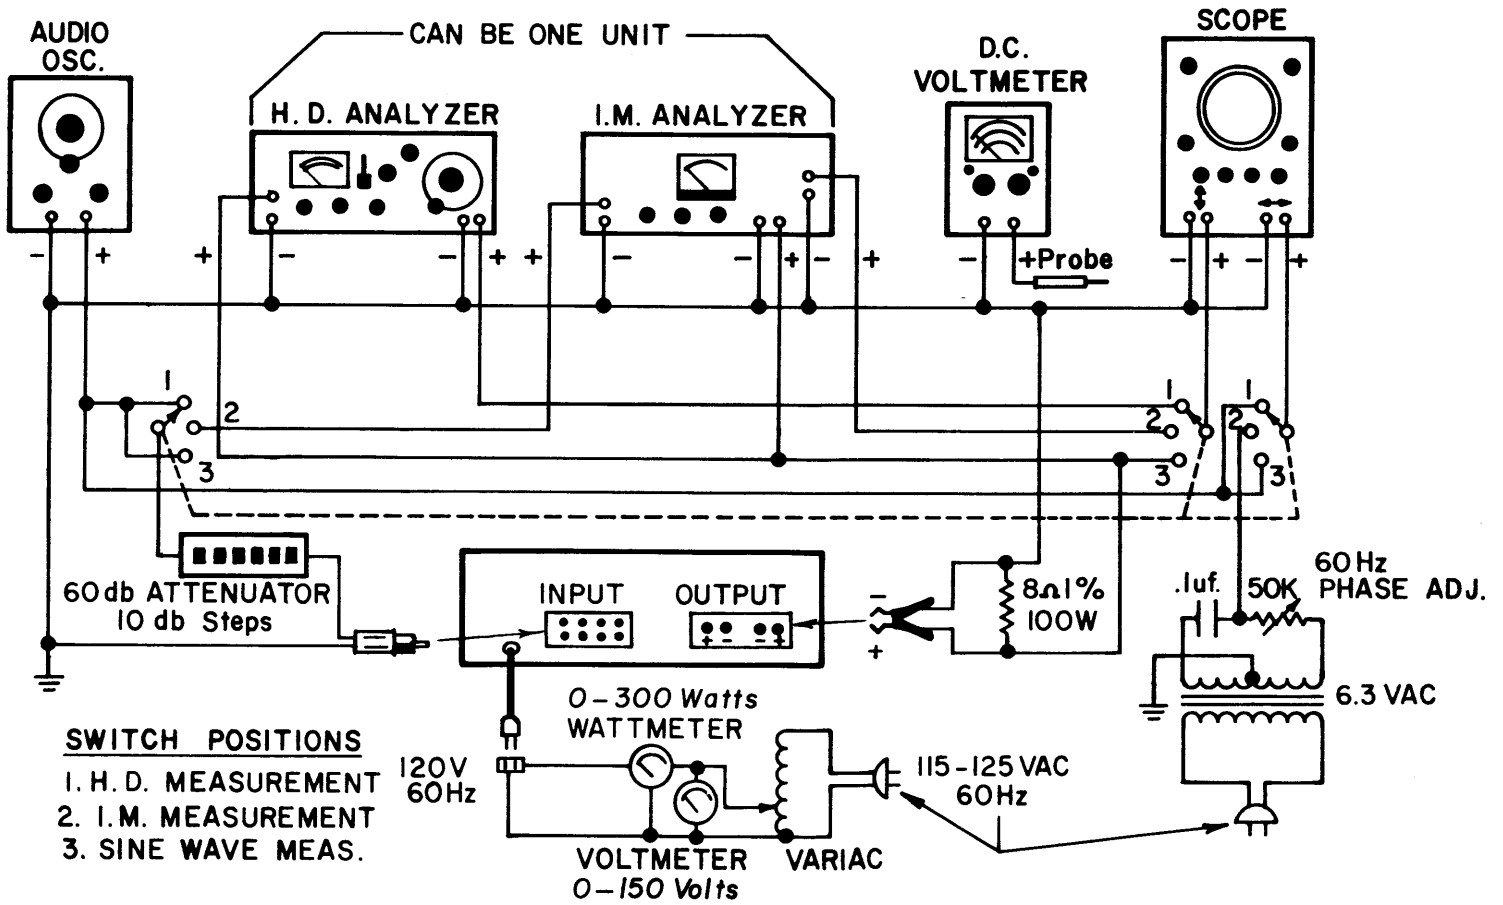 AUDIO
OSC.
CAN BE ONE UNIT
H. D. ANALYZER
I.M. ANALYZER
D.C.
VOLTMETER
SCOPE
- +
+ -
- +
+ -
- + - +
- +Probe
- + - +
1
2
3
1
2
3
1
2
3
60db ATTENUATOR
10 db Steps
INPUT
OUTPUT
+ - - +
-
+
8Ω1%
100W
.1uf.
50K
60Hz
PHASE ADJ.
6.3 VAC
0-300 Watts
WATTMETER
120V
60Hz
115-125 VAC
60Hz
VOLTMETER
0-150 Volts
VARIAC
SWITCH POSITIONS
1. H.D. MEASUREMENT
2. I.M. MEASUREMENT
3. SINE WAVE MEAS.